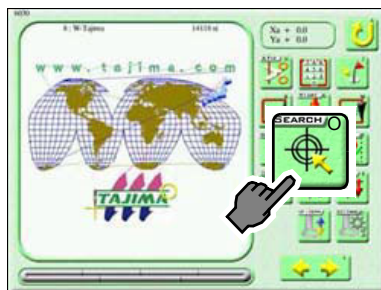 8 : W-Tajima 14118 st
Xa + 0.0
Ya + 0.0
www.tajima.com
SEARCH
TAJIMA